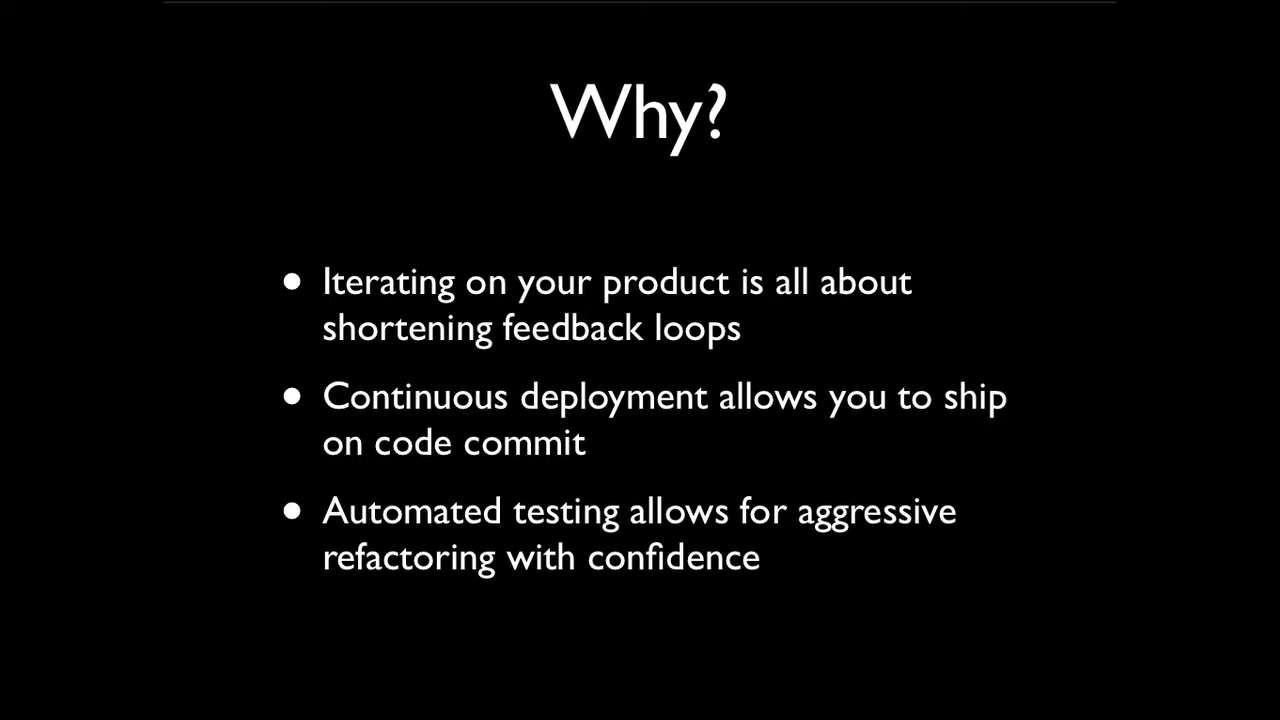 Why?
• Iterating on your product is all about
shortening feedback loops
• Continuous deployment allows you to ship
on code commit
• Automated testing allows for aggressive
refactoring with confidence